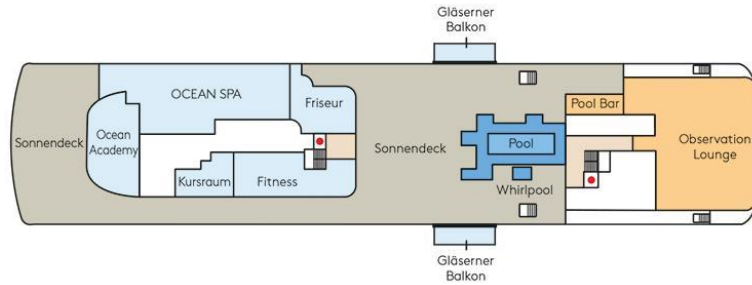 Gläserner
Balkon
OCEAN SPA
Friseur
Pool Bar
Sonnendeck
Ocean
Academy
Sonnendeck
Pool
Observation
Lounge
Kursraum
Fitness
Whirlpool
Gläserner
Balkon